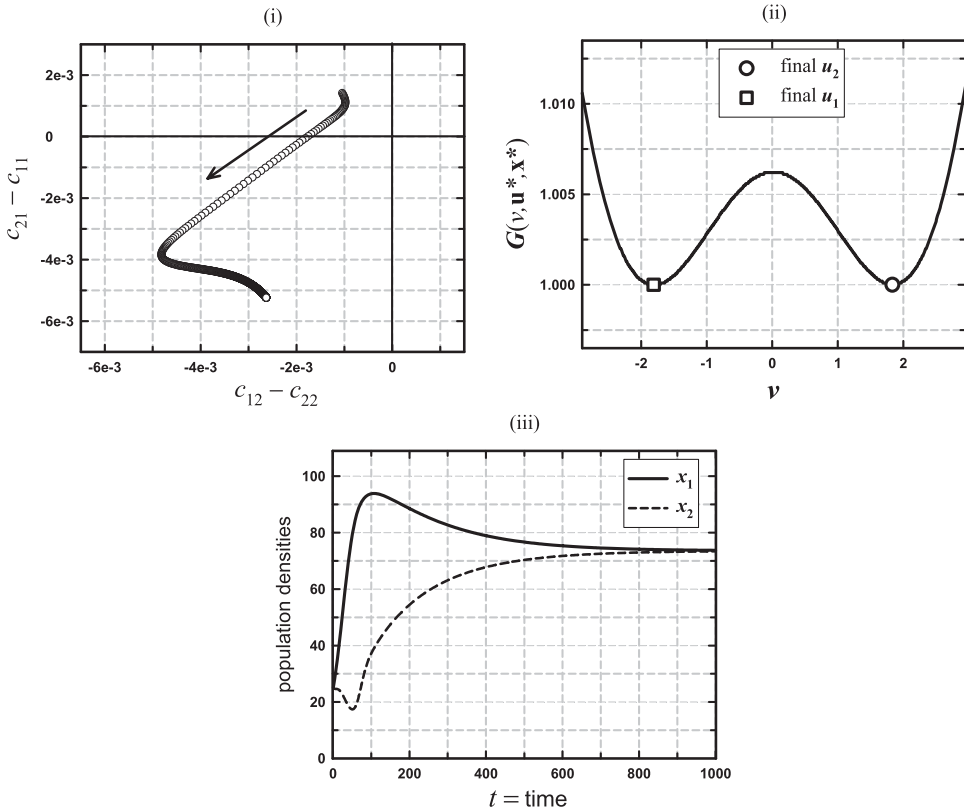 (i)
2e-3
0
-2e-3
-4e-3
-6e-3
c21 − c11
-6e-3 -4e-3 -2e-3 0
c12 − c22
(ii)
final u2
final u1
1.010
1.005
1.000
G(v,u*,x*)
-2 -1 0 1 2
v
(iii)
x1
x2
100
80
60
40
20
0
population densities
0 200 400 600 800 1000
t = time